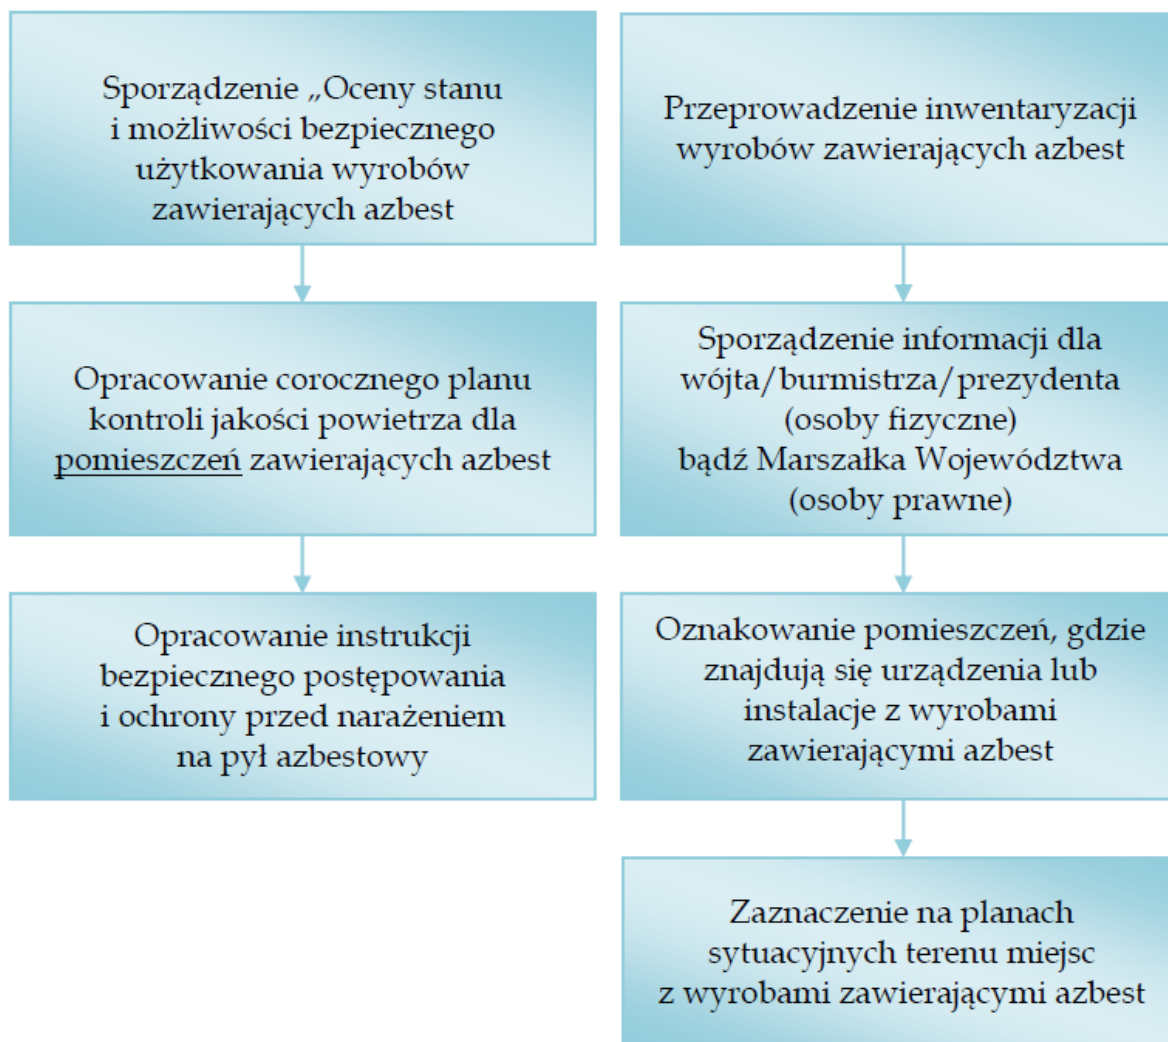 Sporządzenie „Oceny stanu
i możliwości bezpiecznego
użytkowania wyrobów
zawierających azbest
Opracowanie corocznego planu
kontroli jakości powietrza dla
pomieszczeń zawierających azbest
Opracowanie instrukcji
bezpiecznego postępowania
i ochrony przed narażeniem
na pył azbestowy
Przeprowadzenie inwentaryzacji
wyrobów zawierających azbest
Sporządzenie informacji dla
wójta/burmistrza/prezydenta
(osoby fizyczne)
bądź Marszałka Województwa
(osoby prawne)
Oznakowanie pomieszczeń, gdzie
znajdują się urządzenia lub
instalacje z wyrobami
zawierającymi azbest
Zaznaczenie na planach
sytuacyjnych terenu miejsc
z wyrobami zawierającymi azbest